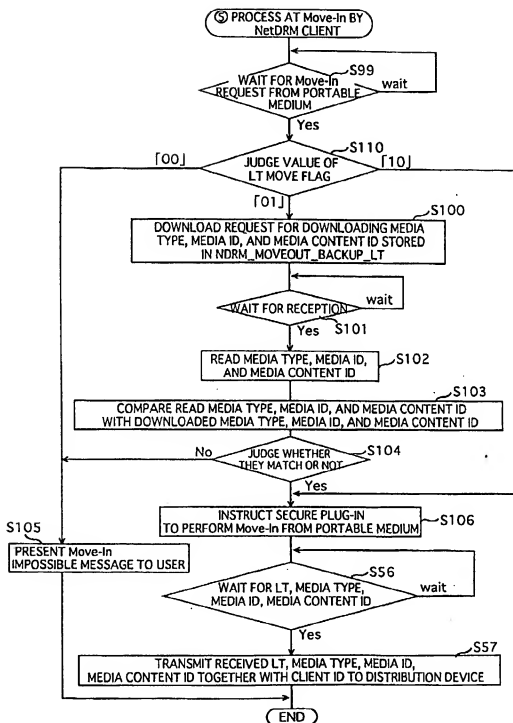 Ⓢ PROCESS AT Move-In BY
NetDRM CLIENT
S99
WAIT FOR Move-In
REQUEST FROM PORTABLE
MEDIUM
wait
Yes
S110
「00」
JUDGE VALUE OF
LT MOVE FLAG
「10」
「01」
S100
DOWNLOAD REQUEST FOR DOWNLOADING MEDIA
TYPE, MEDIA ID, AND MEDIA CONTENT ID STORED
IN NDRM_MOVEOUT_BACKUP_LT
WAIT FOR RECEPTION
wait
S101
Yes
S102
READ MEDIA TYPE, MEDIA ID,
AND MEDIA CONTENT ID
S103
COMPARE READ MEDIA TYPE, MEDIA ID, AND MEDIA CONTENT ID
WITH DOWNLOADED MEDIA TYPE, MEDIA ID, AND MEDIA CONTENT ID
S104
No
JUDGE WHETHER
THEY MATCH OR NOT
Yes
S105
INSTRUCT SECURE PLUG-IN
TO PERFORM Move-In FROM PORTABLE MEDIUM
S106
PRESENT Move-In
IMPOSSIBLE MESSAGE TO USER
S56
WAIT FOR LT, MEDIA TYPE,
MEDIA ID, MEDIA CONTENT ID
wait
Yes
S57
TRANSMIT RECEIVED LT, MEDIA TYPE, MEDIA ID,
MEDIA CONTENT ID TOGETHER WITH CLIENT ID TO DISTRIBUTION DEVICE
END